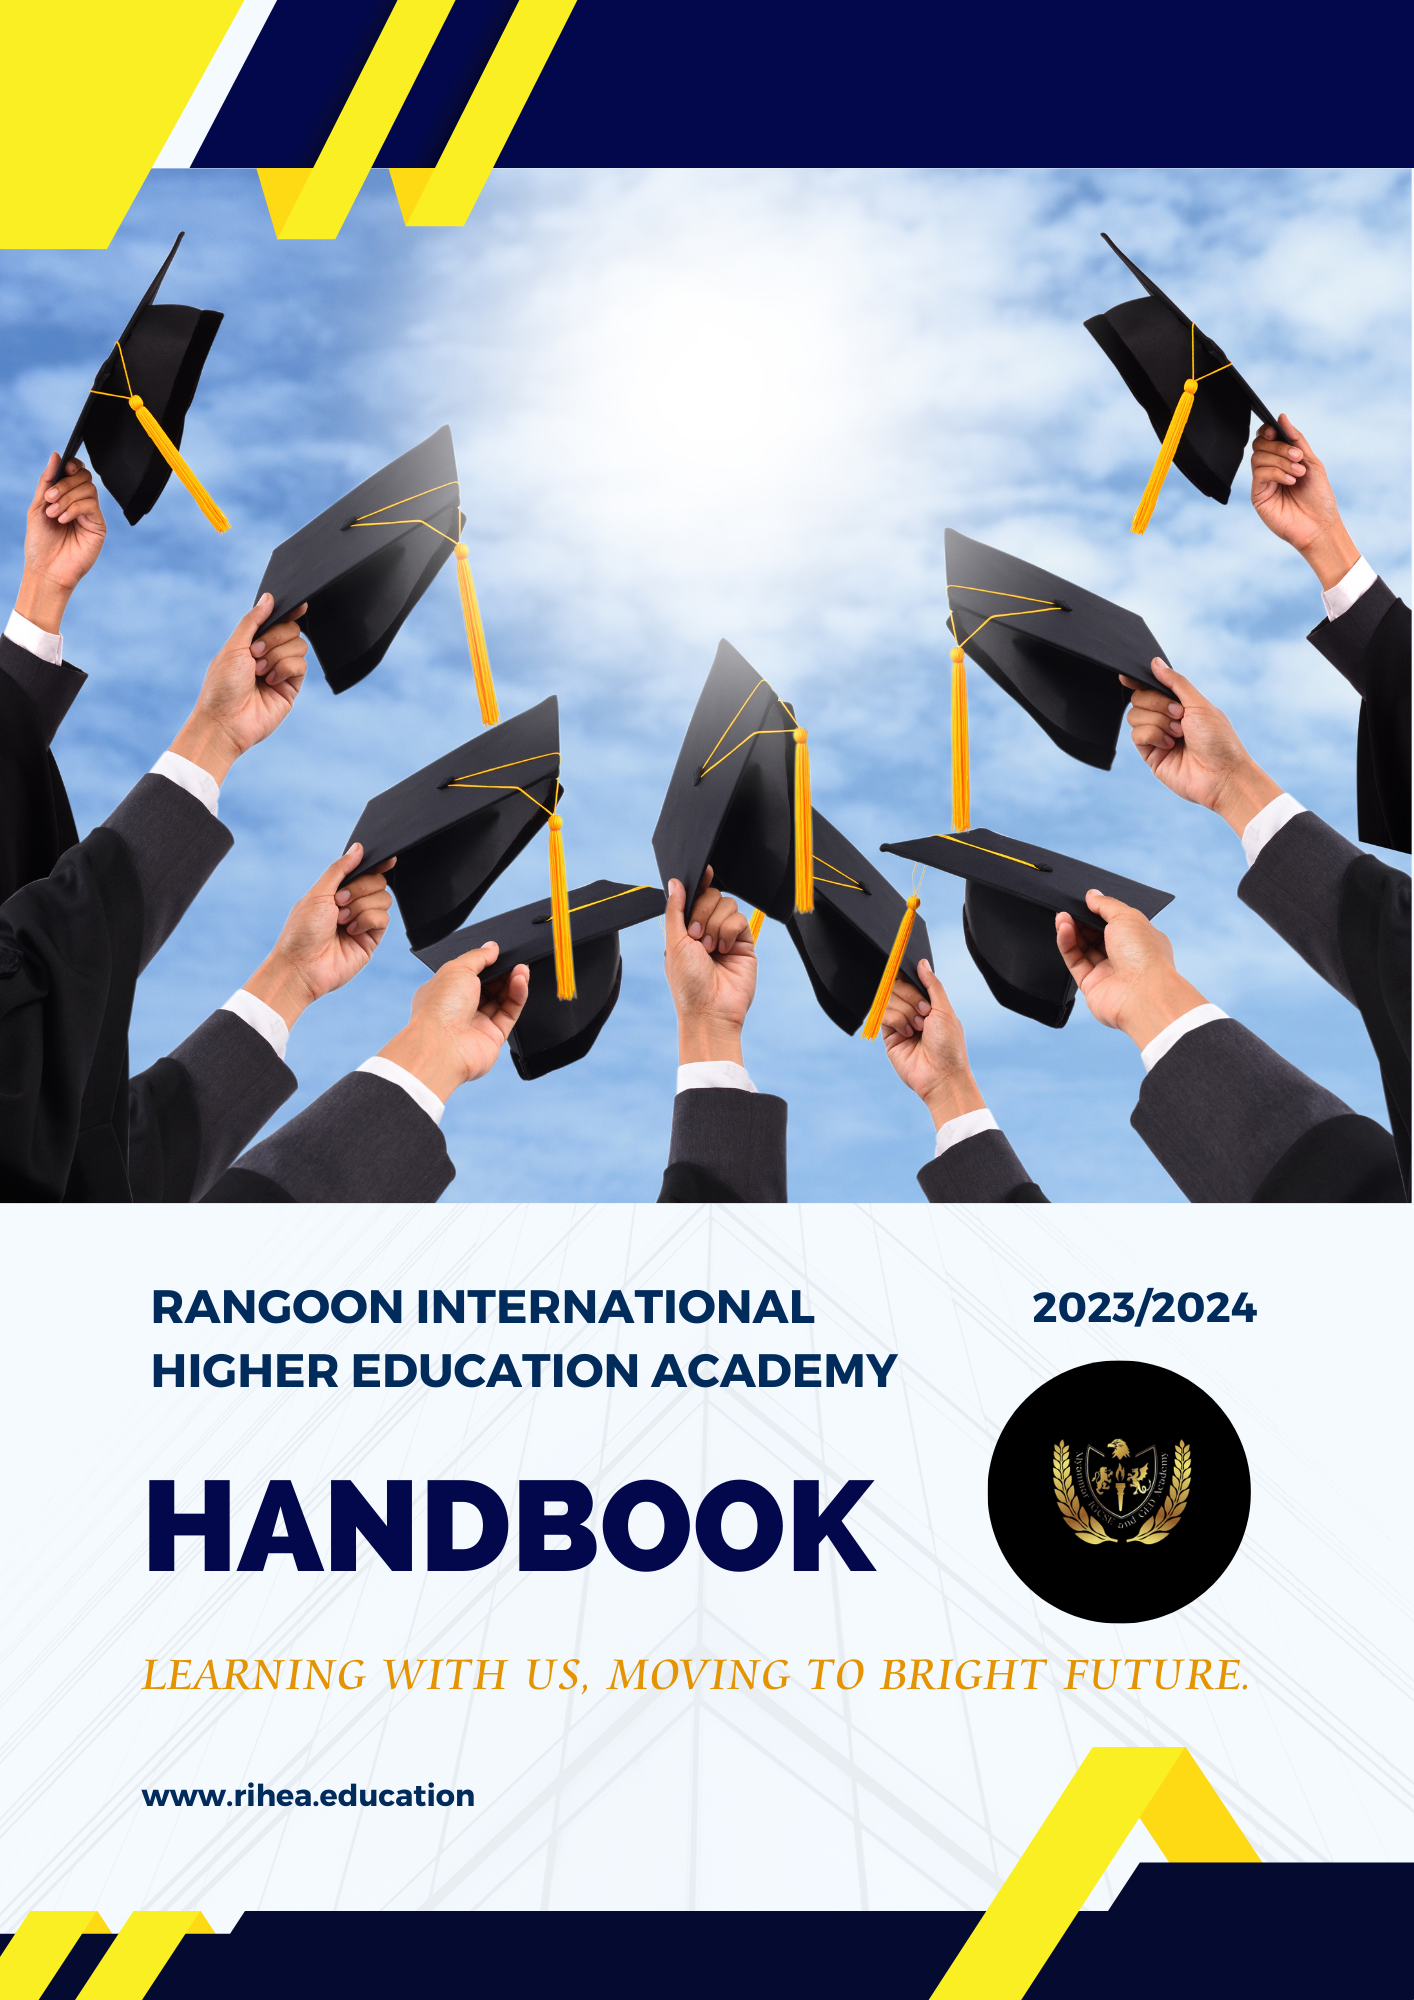 RANGOON INTERNATIONAL
HIGHER EDUCATION ACADEMY
2023/2024
HANDBOOK
Myanmar IGCSE and GED Academy
LEARNING WITH US, MOVING TO BRIGHT FUTURE.
www.rihea.education